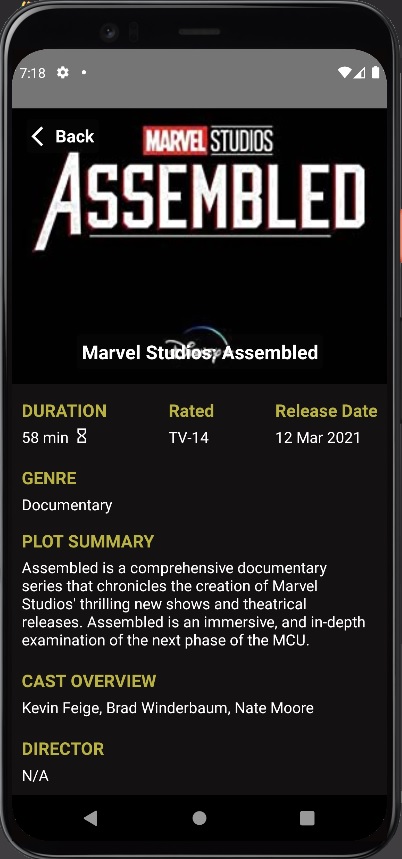 7:18
Back
MARVEL STUDIOS
ASSEMBLED
Disney
Marvel Studios: Assembled
DURATION Rated Release Date
58 min TV-14 12 Mar 2021
GENRE
Documentary
PLOT SUMMARY
Assembled is a comprehensive documentary
series that chronicles the creation of Marvel
Studios' thrilling new shows and theatrical
releases. Assembled is an immersive, and in-depth
examination of the next phase of the MCU.
CAST OVERVIEW
Kevin Feige, Brad Winderbaum, Nate Moore
DIRECTOR
N/A